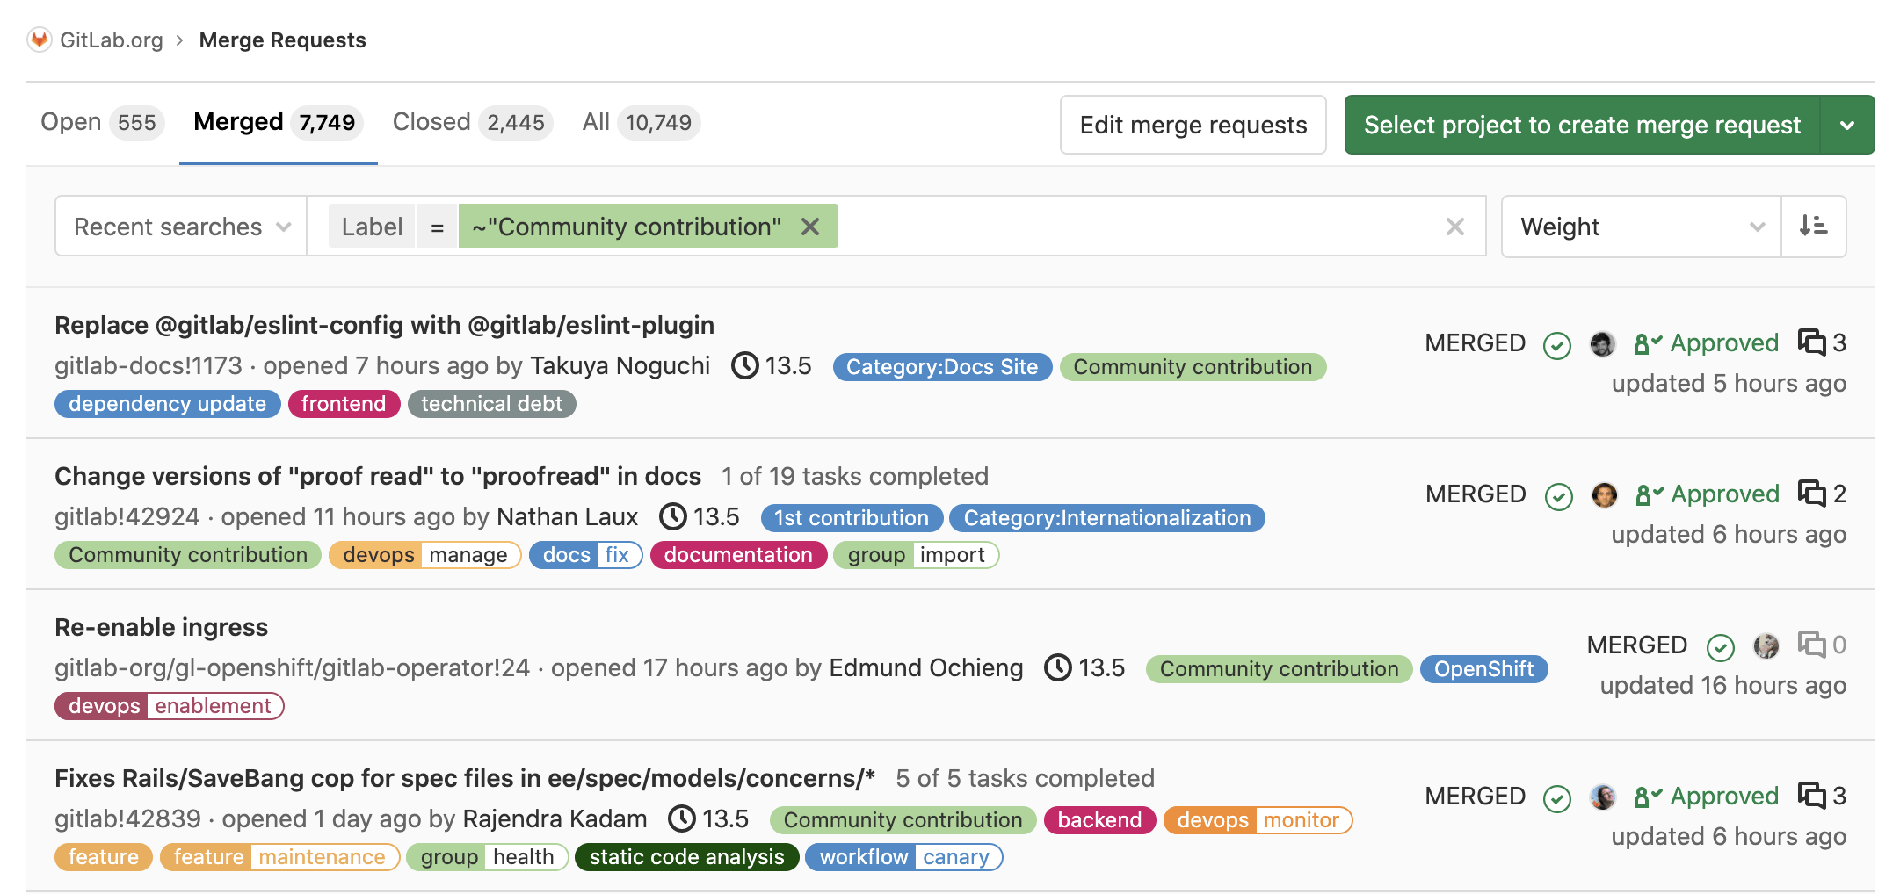 GitLab.org › Merge Requests
Open 555 Merged 7,749 Closed 2,445 All 10,749 Edit merge requests Select project to create merge request
Recent searches Label = ~"Community contribution" Weight
Replace @gitlab/eslint-config with @gitlab/eslint-plugin
MERGED Approved 3
gitlab-docs!1173 · opened 7 hours ago by Takuya Noguchi 13.5 Category:Docs Site Community contribution
updated 5 hours ago
dependency update frontend technical debt
Change versions of "proof read" to "proofread" in docs 1 of 19 tasks completed
MERGED Approved 2
gitlab!42924 · opened 11 hours ago by Nathan Laux 13.5 1st contribution Category:Internationalization
updated 6 hours ago
Community contribution devops manage docs fix documentation group import
Re-enable ingress
MERGED 0
gitlab-org/gl-openshift/gitlab-operator!24 · opened 17 hours ago by Edmund Ochieng 13.5 Community contribution OpenShift
updated 16 hours ago
devops enablement
Fixes Rails/SaveBang cop for spec files in ee/spec/models/concerns/* 5 of 5 tasks completed
MERGED Approved 3
gitlab!42839 · opened 1 day ago by Rajendra Kadam 13.5 Community contribution backend devops monitor
updated 6 hours ago
feature feature maintenance group health static code analysis workflow canary